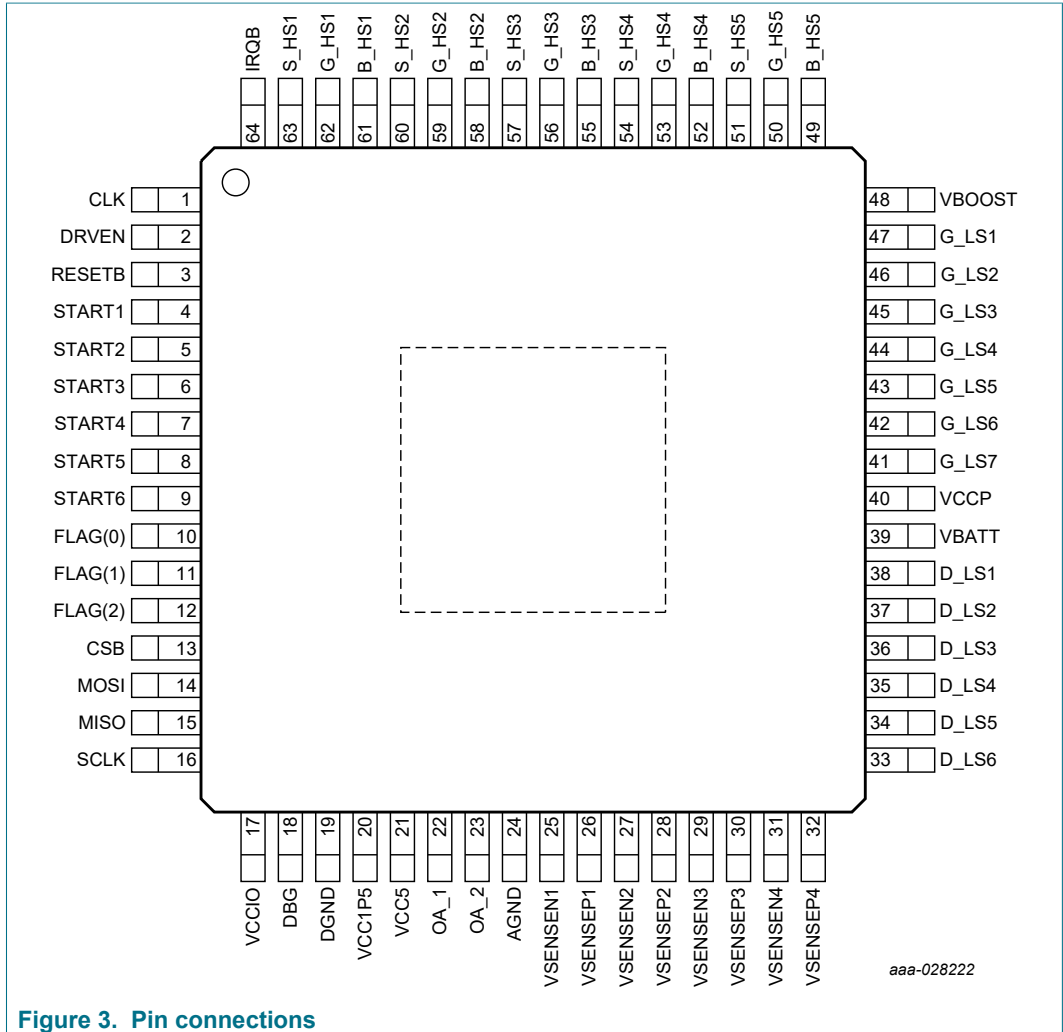 IRQB
S_HS1
G_HS1
B_HS1
S_HS2
G_HS2
B_HS2
S_HS3
G_HS3
B_HS3
S_HS4
G_HS4
B_HS4
S_HS5
G_HS5
B_HS5
64
63
62
61
60
59
58
57
56
55
54
53
52
51
50
49
CLK 1
DRVEN 2
RESETB 3
START1 4
START2 5
START3 6
START4 7
START5 8
START6 9
FLAG(0) 10
FLAG(1) 11
FLAG(2) 12
CSB 13
MOSI 14
MISO 15
SCLK 16
48 VBOOST
47 G_LS1
46 G_LS2
45 G_LS3
44 G_LS4
43 G_LS5
42 G_LS6
41 G_LS7
40 VCCP
39 VBATT
38 D_LS1
37 D_LS2
36 D_LS3
35 D_LS4
34 D_LS5
33 D_LS6
17
18
19
20
21
22
23
24
25
26
27
28
29
30
31
32
VCCIO
DBG
DGND
VCC1P5
VCC5
OA_1
OA_2
AGND
VSENSEN1
VSENSEP1
VSENSEN2
VSENSEP2
VSENSEN3
VSENSEP3
VSENSEN4
VSENSEP4
aaa-028222
Figure 3. Pin connections